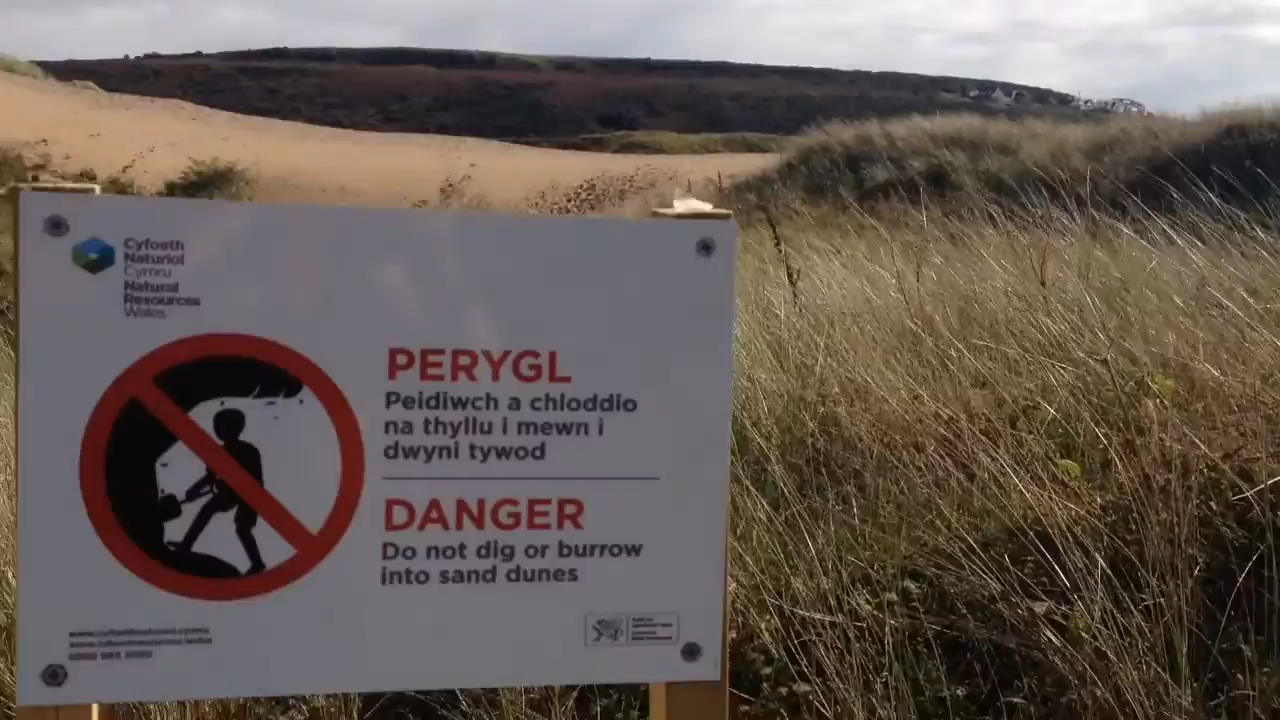 Cyfoeth
Naturiol
Cymru
Natural
Resources
Wales
PERYGL
Peidiwch a chloddio
na thyllu i mewn i
dwyni tywod
DANGER
Do not dig or burrow
into sand dunes